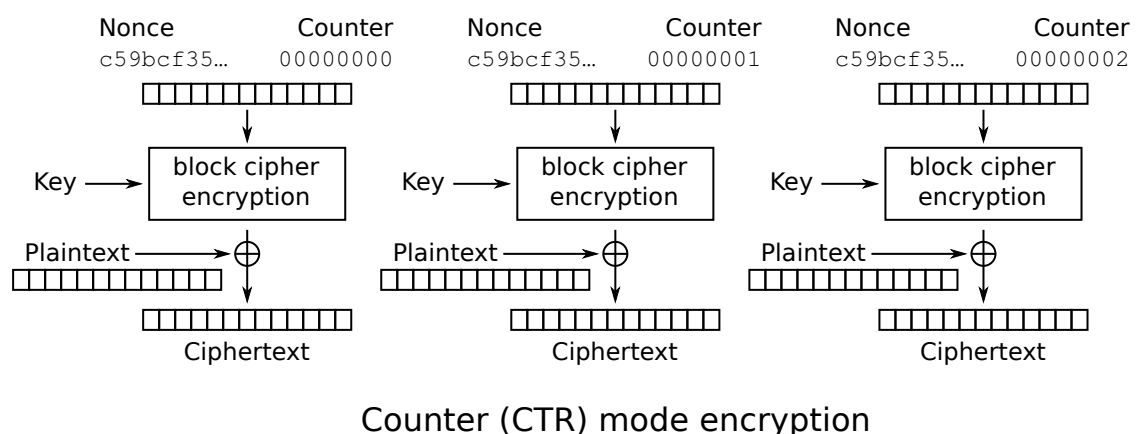 Nonce Counter Nonce Counter Nonce Counter
c59bcf35… 00000000 c59bcf35… 00000001 c59bcf35… 00000002
block cipher encryption block cipher encryption block cipher encryption
Key Key Key
Plaintext Plaintext Plaintext
Ciphertext Ciphertext Ciphertext
Counter (CTR) mode encryption